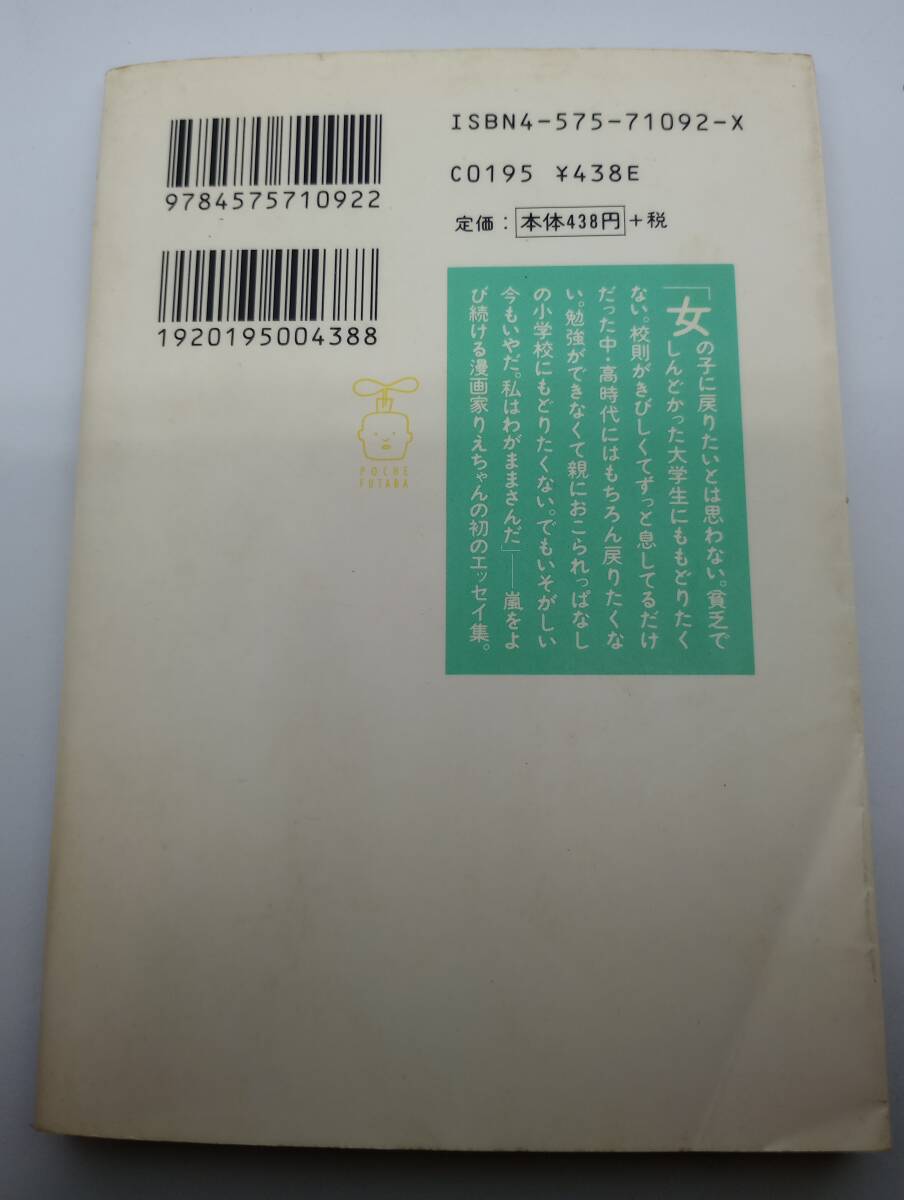 ISBN4-575-71092-X
C0195 ¥438E
定価：本体438円＋税
9784575710922
1920195004388
POCHE
FUTABA
「女の子に戻りたいとは思わない。貧乏で
しんどかった大学生にももどりたく
ない。校則がきびしくてずっと息してるだけ
だった中・高時代にはもちろん戻りたくな
い。勉強ができなくて親におこられっぱなし
の小学校にもどりたくない。でもいそがしい
今もいやだ。私はわがままさんだ」――嵐をよ
び続ける漫画家りえちゃんの初のエッセイ集。